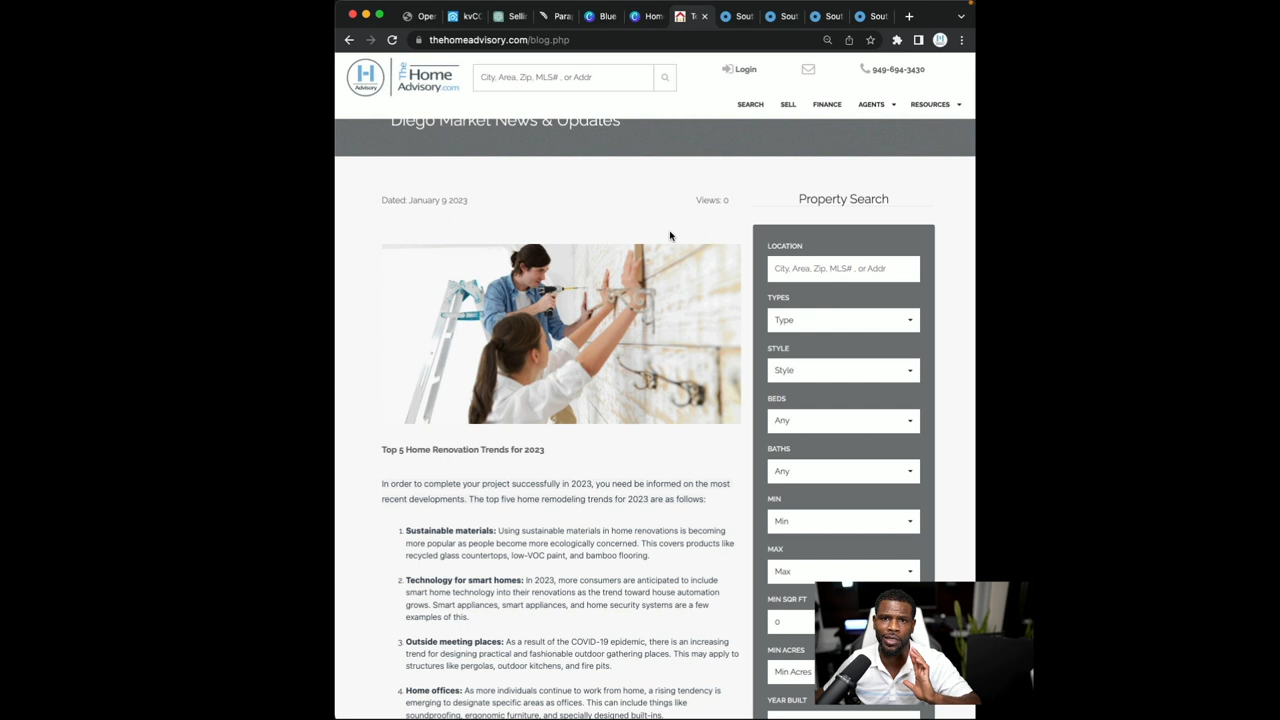 Oper
kvCC
Sellin
Para
Blue
Hom
To
Sout
Sout
Sout
Sout
thehomeadvisory.com/blog.php
H
Advisory
The
Home
Advisory.com
City, Area, Zip, MLS# , or Addr
Login
949-694-3430
SEARCH
SELL
FINANCE
AGENTS
RESOURCES
Diego Market News & Updates
Dated: January 9 2023
Views: 0
Top 5 Home Renovation Trends for 2023
In order to complete your project successfully in 2023, you need be informed on the most
recent developments. The top five home remodeling trends for 2023 are as follows:
1. Sustainable materials: Using sustainable materials in home renovations is becoming
more popular as people become more ecologically concerned. This covers products like
recycled glass countertops, low-VOC paint, and bamboo flooring.
2. Technology for smart homes: In 2023, more consumers are anticipated to include
smart home technology into their renovations as the trend toward house automation
grows. Smart appliances, smart appliances, and home security systems are a few
examples of this.
3. Outside meeting places: As a result of the COVID-19 epidemic, there is an increasing
trend for designing practical and fashionable outdoor gathering places. This may apply to
structures like pergolas, outdoor kitchens, and fire pits.
4. Home offices: As more individuals continue to work from home, a rising tendency is
emerging to designate specific areas as offices. This can include things like
soundproofing, ergonomic furniture, and specially designed built-ins.
Property Search
LOCATION
City, Area, Zip, MLS# , or Addr
TYPES
Type
STYLE
Style
BEDS
Any
BATHS
Any
MIN
Min
MAX
Max
MIN SQR FT
0
MIN ACRES
Min Acres
YEAR BUILT